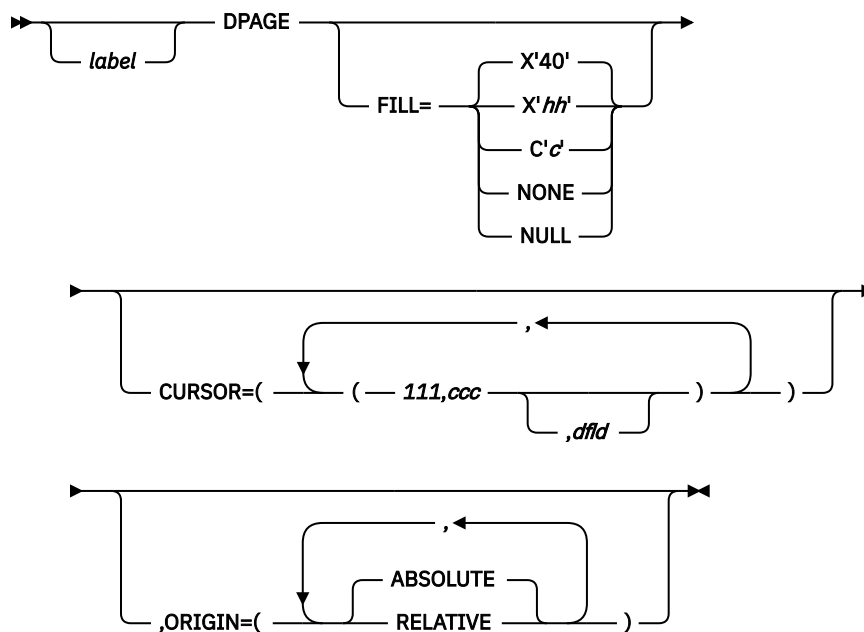 DPAGE
label
X'40'
FILL= X'hh'
C'c'
NONE
NULL
,
CURSOR=( ( 111,ccc ) )
,dfld
,
ABSOLUTE
,ORIGIN=( RELATIVE )